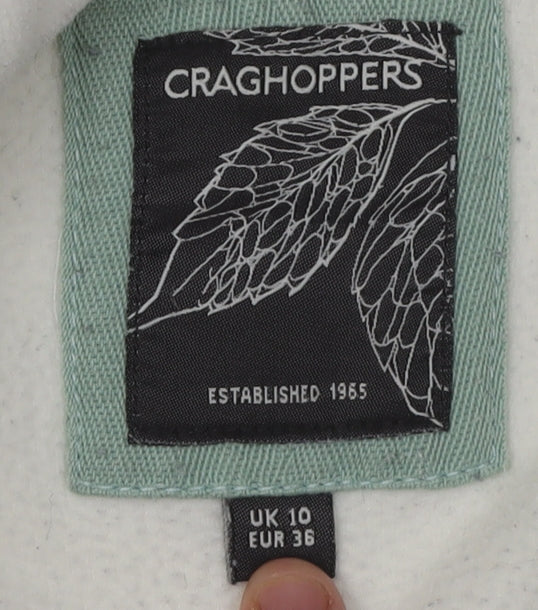 CRAGHOPPERS
ESTABLISHED 1965
UK 10
EUR 36